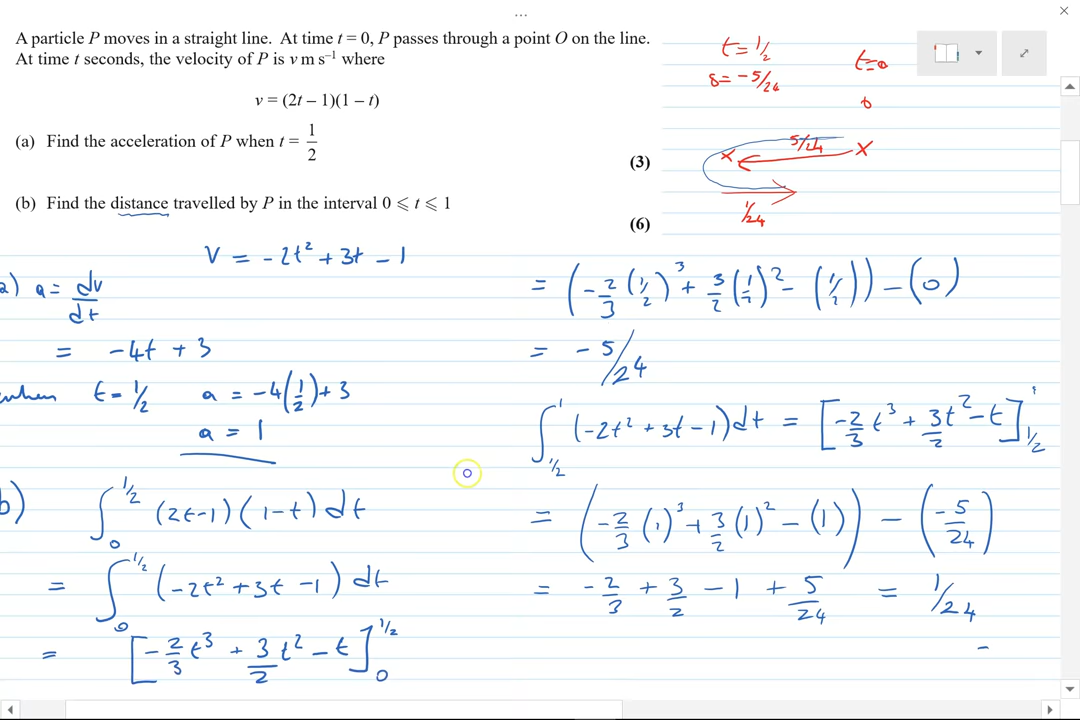 A particle P moves in a straight line. At time t = 0, P passes through a point O on the line.
At time t seconds, the velocity of P is v m s⁻¹ where
v = (2t – 1)(1 – t)
(a) Find the acceleration of P when t = 1/2
(3)
(b) Find the distance travelled by P in the interval 0 ⩽ t ⩽ 1
(6)
t = 1/2
s = -5/24
t=0
5/24
1/24
V = -2t² + 3t - 1
a) a = dv/dt
= -4t + 3
when t = 1/2 a = -4(1/2) + 3
a = 1
b) ∫₀^1/2 (2t-1)(1-t) dt
= ∫₀^1/2 (-2t² + 3t - 1) dt
= [-2/3 t³ + 3/2 t² - t]₀^1/2
= (-2/3 (1/2)³ + 3/2 (1/2)² - (1/2)) - (0)
= -5/24
∫_1/2^1 (-2t² + 3t - 1) dt = [-2/3 t³ + 3/2 t² - t]_1/2^1
= (-2/3 (1)³ + 3/2 (1)² - (1)) - (-5/24)
= -2/3 + 3/2 - 1 + 5/24 = 1/24